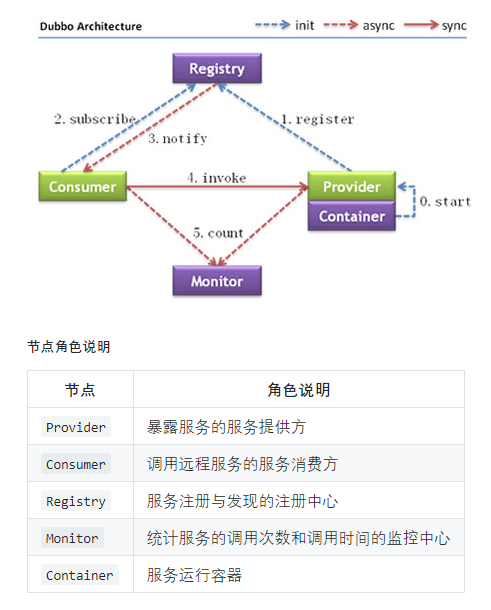 Dubbo Architecture
init
async
sync
Registry
2. subscribe
1. register
3. notify
Consumer
4. invoke
Provider
Container
0. start
5. count
Monitor
节点角色说明
节点 角色说明
Provider 暴露服务的服务提供方
Consumer 调用远程服务的服务消费方
Registry 服务注册与发现的注册中心
Monitor 统计服务的调用次数和调用时间的监控中心
Container 服务运行容器